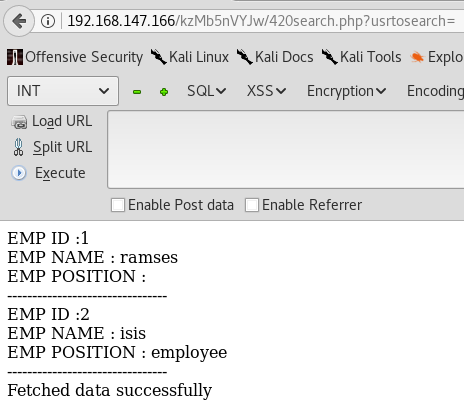 192.168.147.166/kzMb5nVYJw/420search.php?usrtosearch=
Offensive Security Kali Linux Kali Docs Kali Tools Explo
INT SQL XSS Encryption Encoding
Load URL
Split URL
Execute
Enable Post data Enable Referrer
EMP ID :1
EMP NAME : ramses
EMP POSITION :
--------------------------------
EMP ID :2
EMP NAME : isis
EMP POSITION : employee
--------------------------------
Fetched data successfully